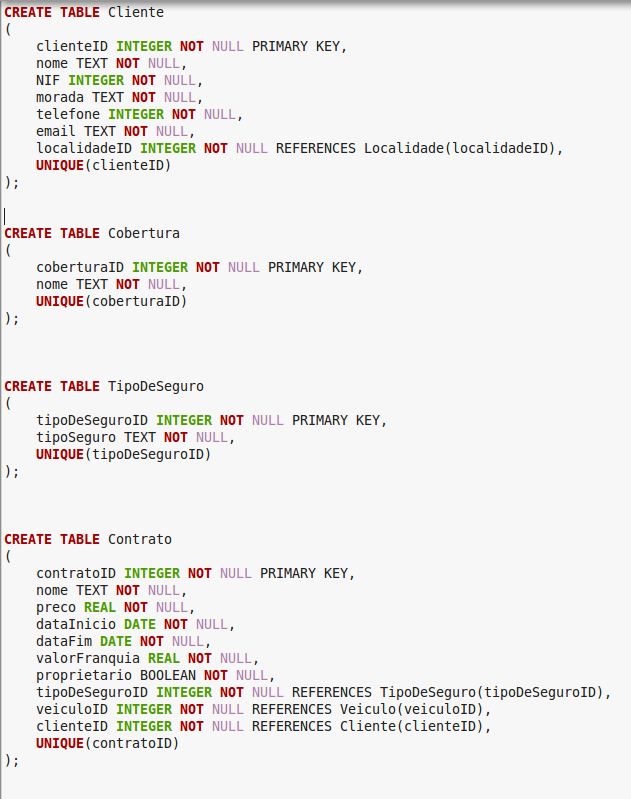 CREATE TABLE Cliente
(
    clienteID INTEGER NOT NULL PRIMARY KEY,
    nome TEXT NOT NULL,
    NIF INTEGER NOT NULL,
    morada TEXT NOT NULL,
    telefone INTEGER NOT NULL,
    email TEXT NOT NULL,
    localidadeID INTEGER NOT NULL REFERENCES Localidade(localidadeID),
    UNIQUE(clienteID)
);
CREATE TABLE Cobertura
(
    coberturaID INTEGER NOT NULL PRIMARY KEY,
    nome TEXT NOT NULL,
    UNIQUE(coberturaID)
);
CREATE TABLE TipoDeSeguro
(
    tipoDeSeguroID INTEGER NOT NULL PRIMARY KEY,
    tipoSeguro TEXT NOT NULL,
    UNIQUE(tipoDeSeguroID)
);
CREATE TABLE Contrato
(
    contratoID INTEGER NOT NULL PRIMARY KEY,
    nome TEXT NOT NULL,
    preco REAL NOT NULL,
    dataInicio DATE NOT NULL,
    dataFim DATE NOT NULL,
    valorFranquia REAL NOT NULL,
    proprietario BOOLEAN NOT NULL,
    tipoDeSeguroID INTEGER NOT NULL REFERENCES TipoDeSeguro(tipoDeSeguroID),
    veiculoID INTEGER NOT NULL REFERENCES Veiculo(veiculoID),
    clienteID INTEGER NOT NULL REFERENCES Cliente(clienteID),
    UNIQUE(contratoID)
);